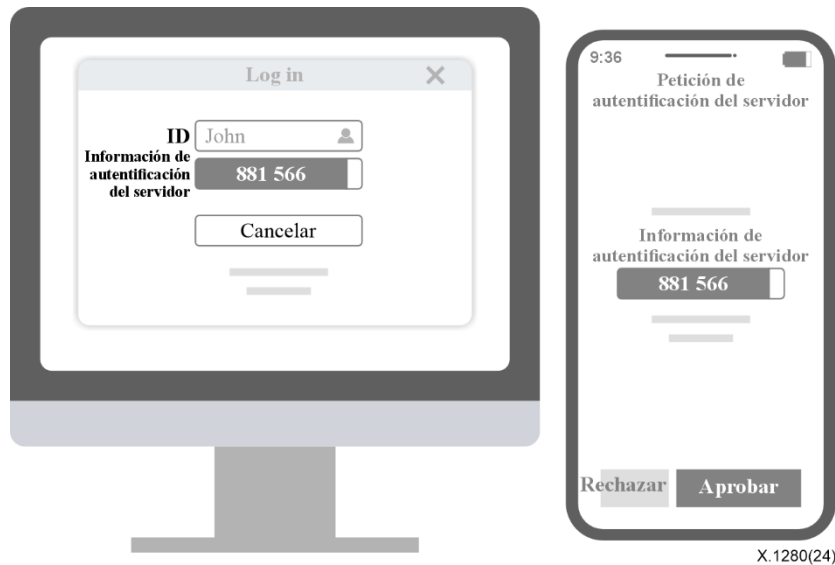 Log in
ID
John
Información de
autentificación
del servidor
881 566
Cancelar
9:36
Petición de
autentificación del servidor
Información de
autentificación del servidor
881 566
Rechazar
Aprobar
X.1280(24)